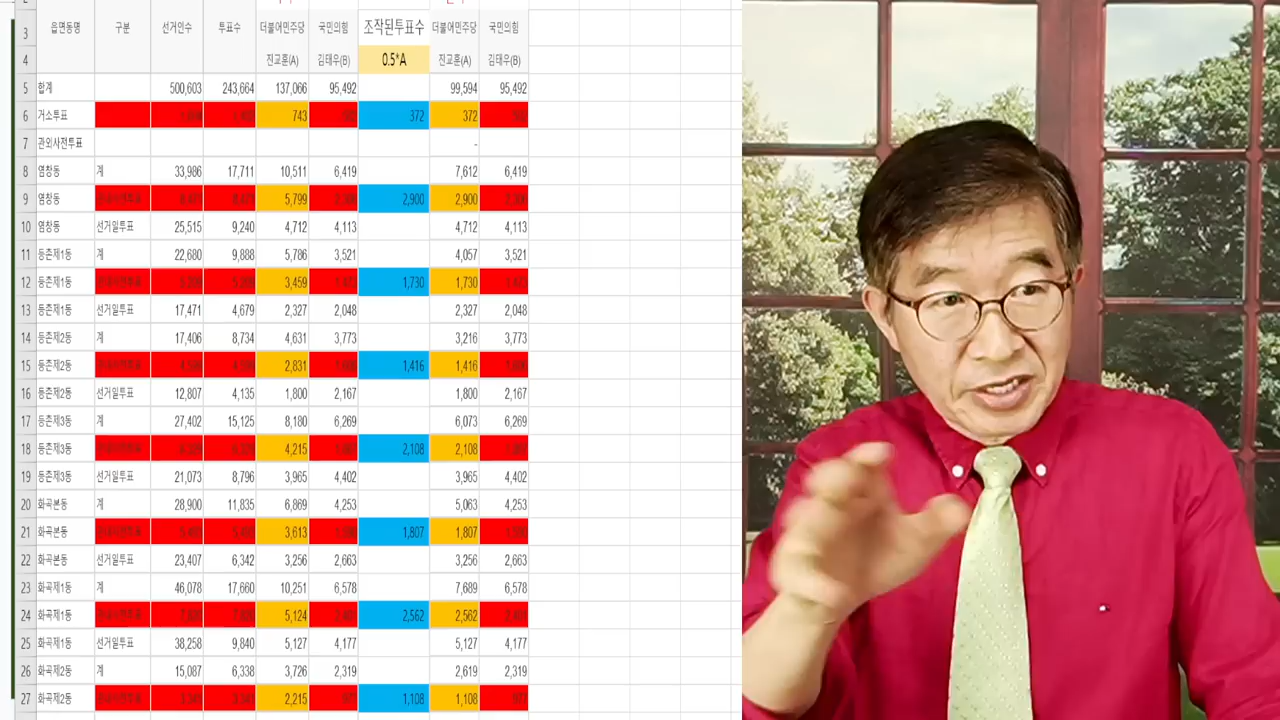 3 읍면동명 구분 선거인수 투표수 더불어민주당 국민의힘 조작된투표수 더불어민주당 국민의힘
4 진교훈(A) 김태우(B) 0.5*A 진교훈(A) 김태우(B)
5 합계 500,603 243,664 137,066 95,492 99,594 95,492
6 거소투표 743 372 372
7 관외사전투표 -
8 염창동 계 33,986 17,711 10,511 6,419 7,612 6,419
9 염창동 5,799 2,900 2,900
10 염창동 선거일투표 25,515 9,240 4,712 4,113 4,712 4,113
11 등촌제1동 계 22,680 9,888 5,786 3,521 4,057 3,521
12 등촌제1동 3,459 1,730 1,730
13 등촌제1동 선거일투표 17,471 4,679 2,327 2,048 2,327 2,048
14 등촌제2동 계 17,406 8,734 4,631 3,773 3,216 3,773
15 등촌제2동 2,831 1,416 1,416
16 등촌제2동 선거일투표 12,807 4,135 1,800 2,167 1,800 2,167
17 등촌제3동 계 27,402 15,125 8,180 6,269 6,073 6,269
18 등촌제3동 4,215 2,108 2,108
19 등촌제3동 선거일투표 21,073 8,796 3,965 4,402 3,965 4,402
20 화곡본동 계 28,900 11,835 6,869 4,253 5,063 4,253
21 화곡본동 3,613 1,807 1,807
22 화곡본동 선거일투표 23,407 6,342 3,256 2,663 3,256 2,663
23 화곡제1동 계 46,078 17,660 10,251 6,578 7,689 6,578
24 화곡제1동 5,124 2,562 2,562
25 화곡제1동 선거일투표 38,258 9,840 5,127 4,177 5,127 4,177
26 화곡제2동 계 15,087 6,338 3,726 2,319 2,619 2,319
27 화곡제2동 2,215 1,108 1,108